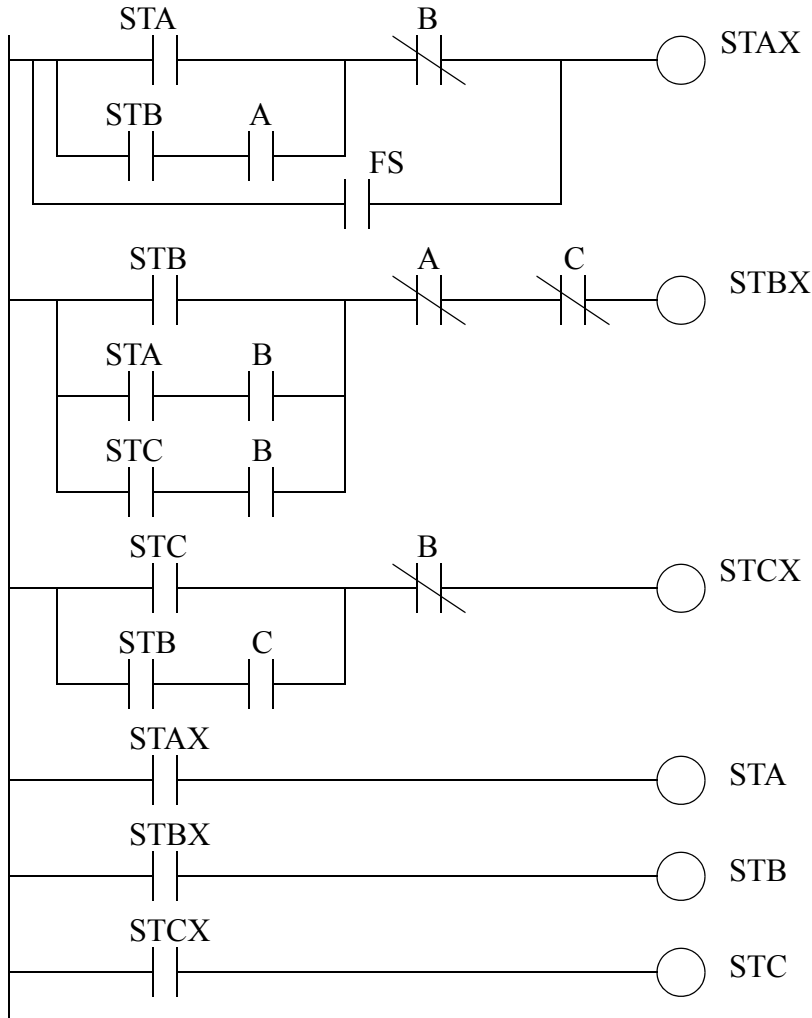 STA B STAX
STB A
FS
STB A C STBX
STA B
STC B
STC B STCX
STB C
STAX STA
STBX STB
STCX STC